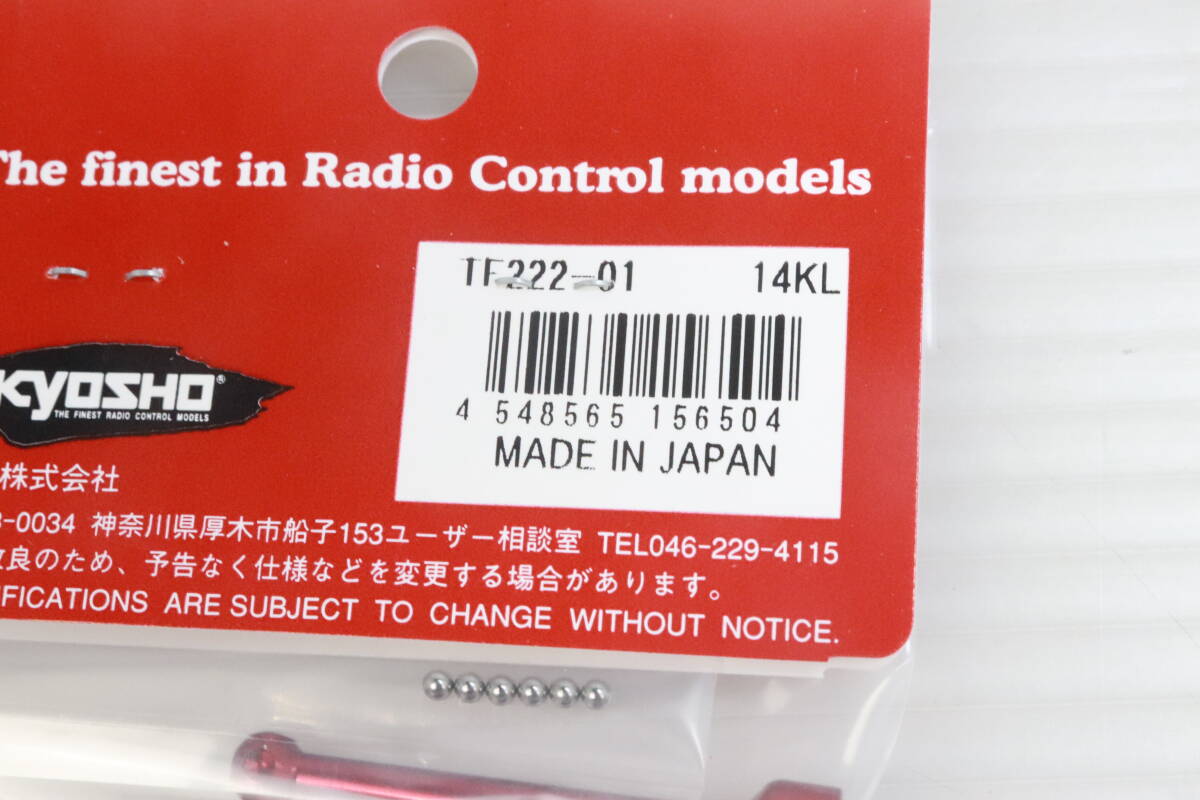 The finest in Radio Control models
TF222-01 14KL
4 548565 156504
MADE IN JAPAN
KYOSHO®
THE FINEST RADIO CONTROL MODELS
株式会社
-0034 神奈川県厚木市船子153ユーザー相談室 TEL046-229-4115
改良のため、予告なく仕様などを変更する場合があります。
IFICATIONS ARE SUBJECT TO CHANGE WITHOUT NOTICE.